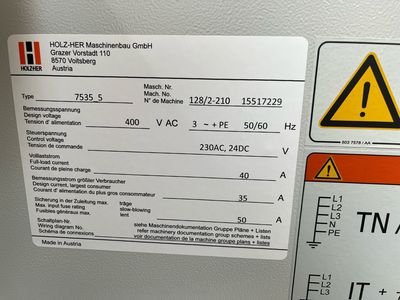 HOLZ-HER Maschinenbau GmbH
Grazer Vorstadt 110
8570 Voitsberg
Austria
HOLZHER
Masch. Nr.
Mach. No.
Type 7535_5 N° de Machine 128/2-210 15517229
Bemessungsspannung
Design voltage
Tension d'alimentation 400 V AC 3 ~ + PE 50/60 Hz
Steuerspannung
Control voltage
Tension de commande 230AC, 24DC V
Volllaststrom
Full-load current
Courant de pleine charge 40 A
Bemessungsstrom größter Verbraucher
Design current, largest consumer
Courant d'alimentation du plus gros consommateur 35 A
Sicherung in der Zuleitung max. träge
Max. input fuse rating slow-blowing
Fusibles généraux max. lent 50 A
Schaltplan-Nr. siehe Maschinendokumentation Gruppe Pläne + Listen
Wiring diagram No. refer machinery document group schemes + lists
Schéma de connexions voir documentation de la machine groupe plans + listes
Made in Austria
503 7578 / AA
L1
L2
L3
N
PE
TN
L1
L2
L3
IT +